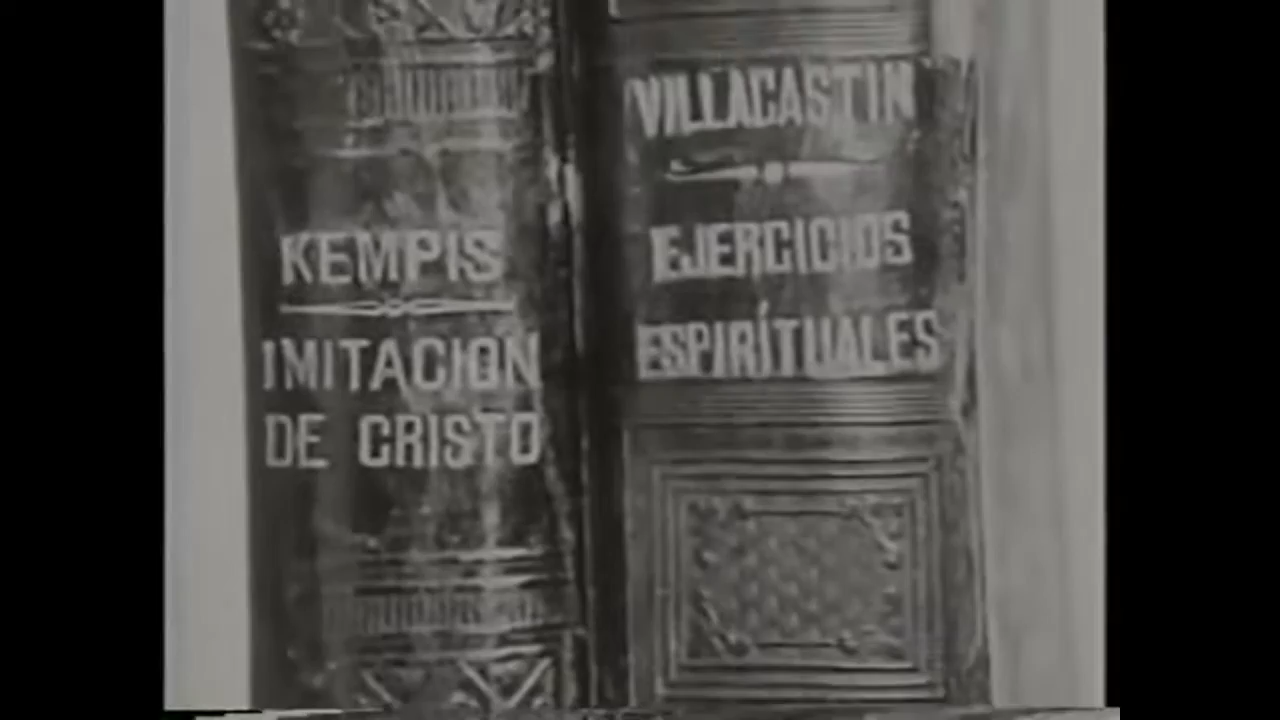 KEMPIS
IMITACION
DE CRISTO
VILLACASTIN
EJERCICIOS
ESPIRÍTUALES